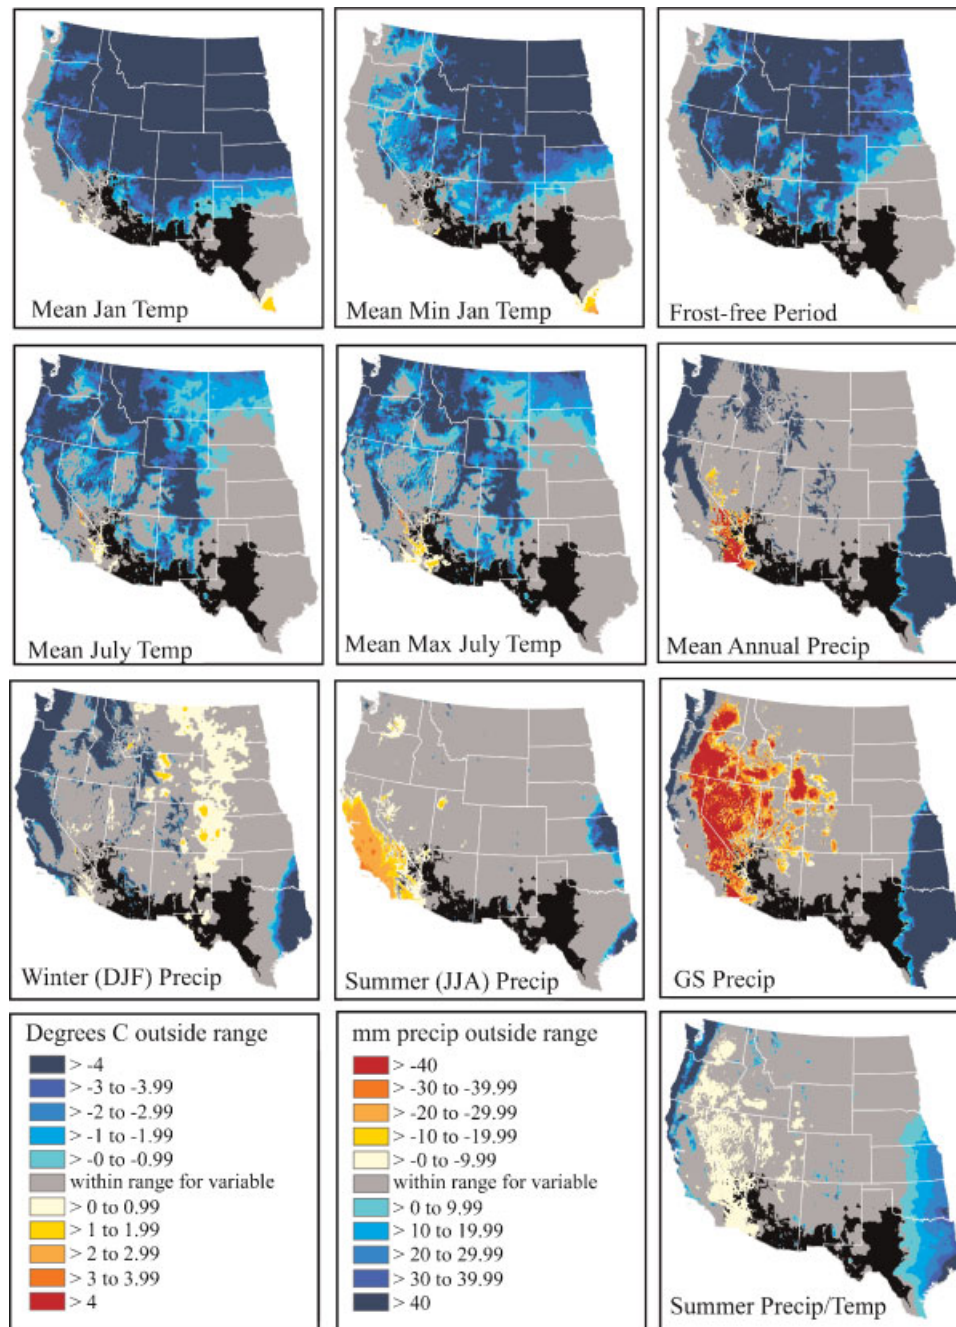 Mean Jan Temp
Mean Min Jan Temp
Frost-free Period
Mean July Temp
Mean Max July Temp
Mean Annual Precip
Winter (DJF) Precip
Summer (JJA) Precip
GS Precip
Degrees C outside range
> -4
> -3 to -3.99
> -2 to -2.99
> -1 to -1.99
> -0 to -0.99
within range for variable
> 0 to 0.99
> 1 to 1.99
> 2 to 2.99
> 3 to 3.99
> 4
mm precip outside range
> -40
> -30 to -39.99
> -20 to -29.99
> -10 to -19.99
> -0 to -9.99
within range for variable
> 0 to 9.99
> 10 to 19.99
> 20 to 29.99
> 30 to 39.99
> 40
Summer Precip/Temp